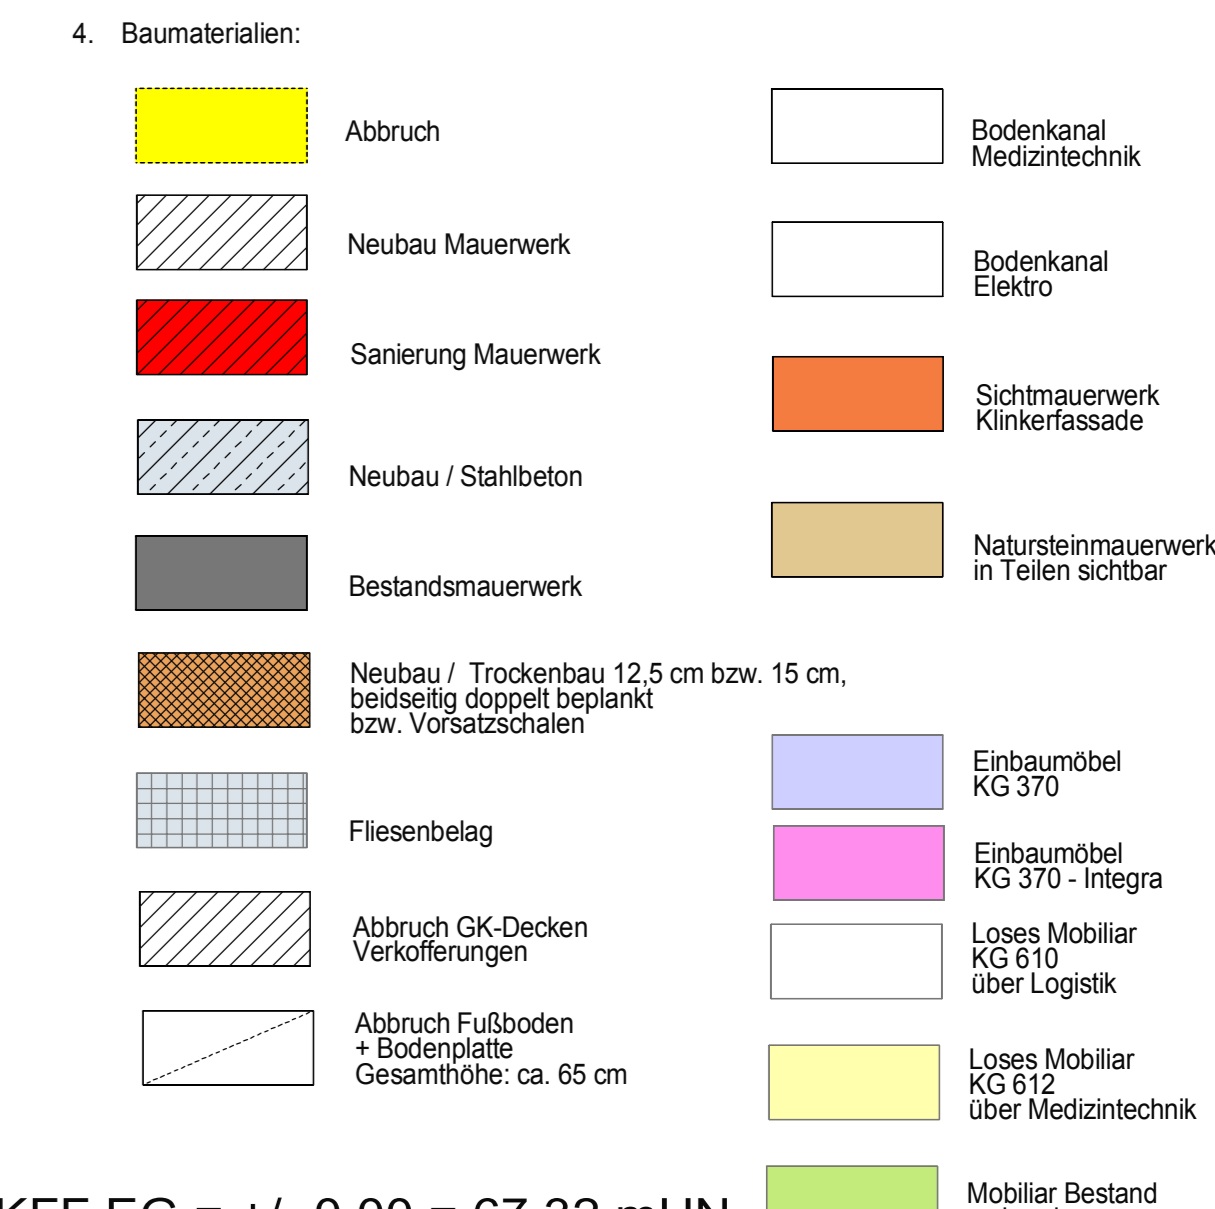 4. Baumaterialien:
Abbruch
Neubau Mauerwerk
Sanierung Mauerwerk
Neubau / Stahlbeton
Bestandsmauerwerk
Neubau / Trockenbau 12,5 cm bzw. 15 cm,
beidseitig doppelt beplankt
bzw. Vorsatzschalen
Fliesenbelag
Abbruch GK-Decken
Verkofferungen
Abbruch Fußboden
+ Bodenplatte
Gesamthöhe: ca. 65 cm
Bodenkanal
Medizintechnik
Bodenkanal
Elektro
Sichtmauerwerk
Klinkerfassade
Natursteinmauerwerk
in Teilen sichtbar
Einbaumöbel
KG 370
Einbaumöbel
KG 370 - Integra
Loses Mobiliar
KG 610
über Logistik
Loses Mobiliar
KG 612
über Medizintechnik
Mobiliar Bestand